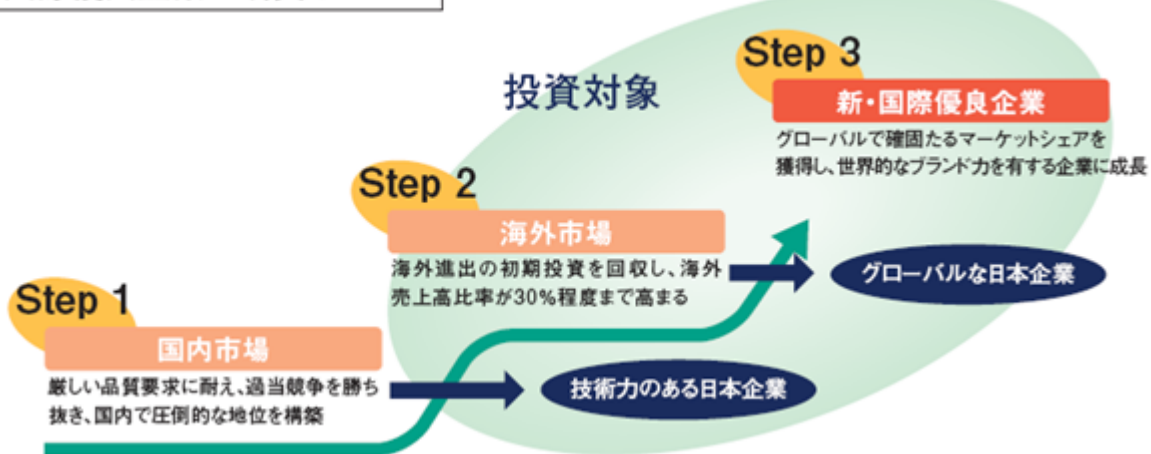 投資対象
Step 3
新・国際優良企業
グローバルで確固たるマーケットシェアを
獲得し、世界的なブランド力を有する企業に成長
Step 2
海外市場
海外進出の初期投資を回収し、海外
売上高比率が30%程度まで高まる
グローバルな日本企業
Step 1
国内市場
厳しい品質要求に耐え、過当競争を勝ち
抜き、国内で圧倒的な地位を構築
技術力のある日本企業